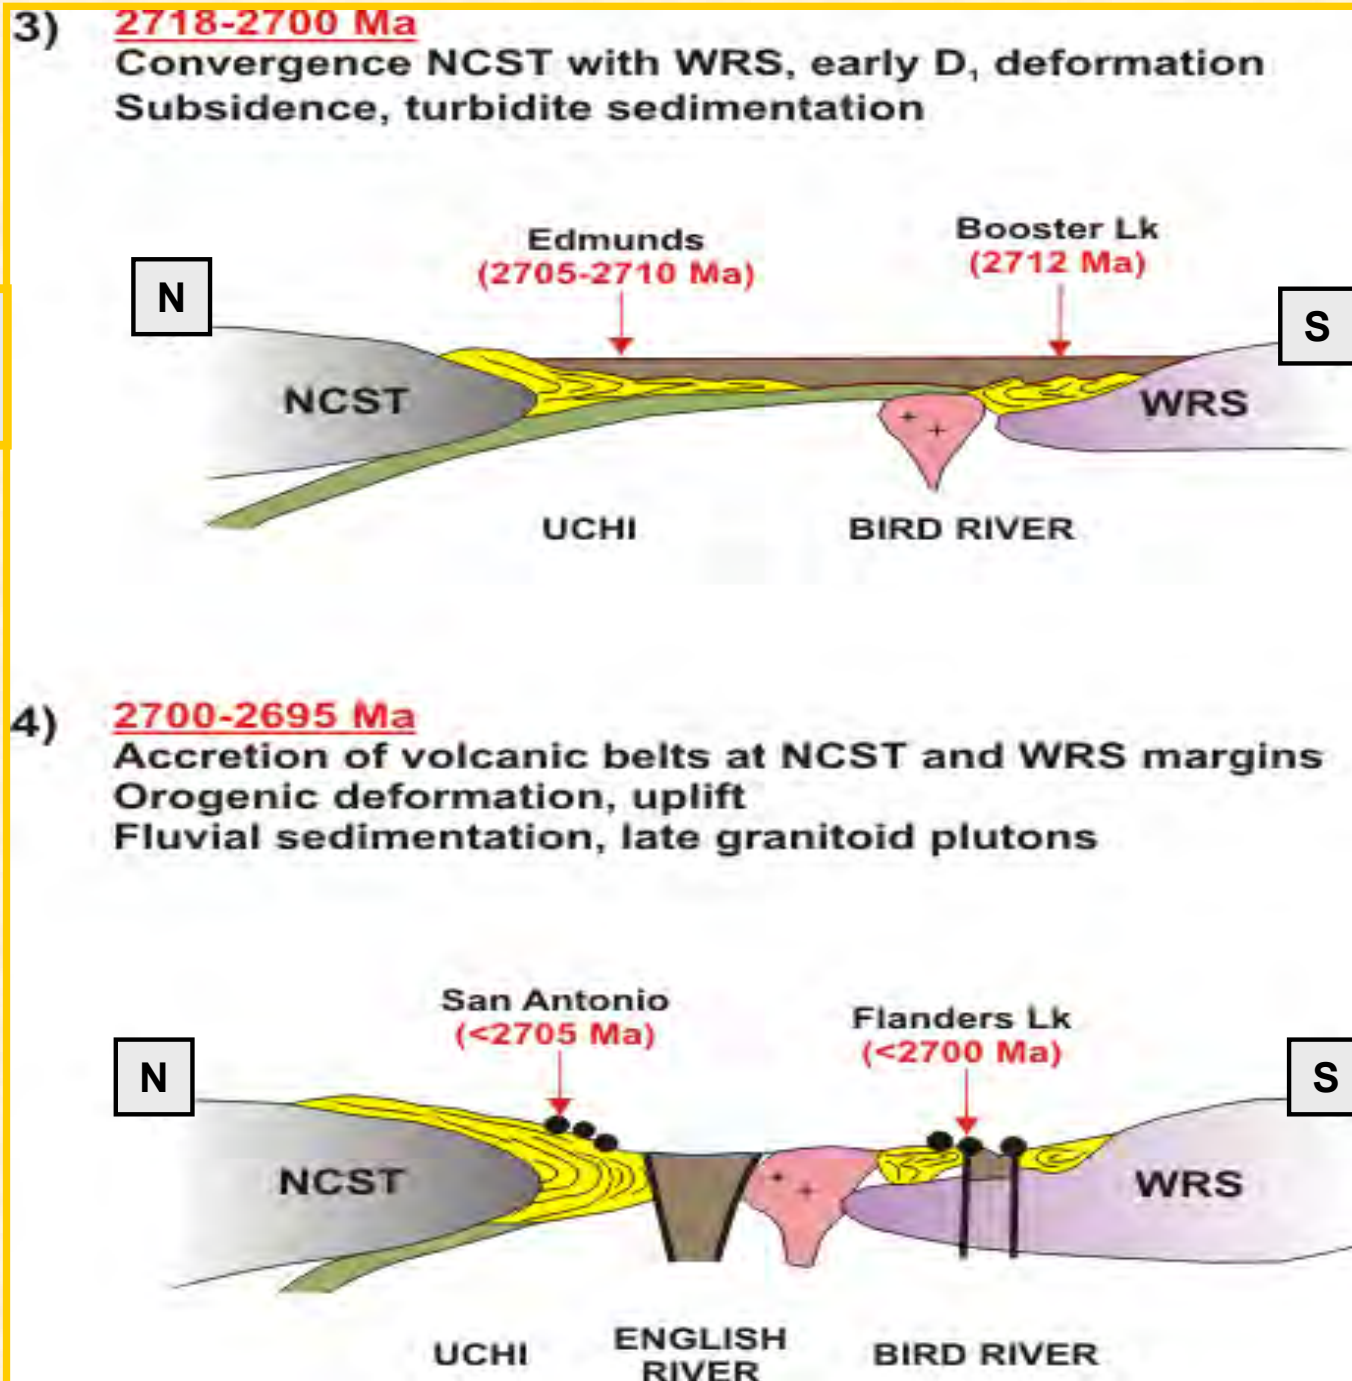 3) 2718-2700 Ma
Convergence NCST with WRS, early D₁ deformation
Subsidence, turbidite sedimentation
Edmunds
(2705-2710 Ma)
Booster Lk
(2712 Ma)
N
S
NCST
WRS
UCHI
BIRD RIVER
4) 2700-2695 Ma
Accretion of volcanic belts at NCST and WRS margins
Orogenic deformation, uplift
Fluvial sedimentation, late granitoid plutons
San Antonio
(<2705 Ma)
Flanders Lk
(<2700 Ma)
N
S
NCST
WRS
UCHI
ENGLISH
RIVER
BIRD RIVER